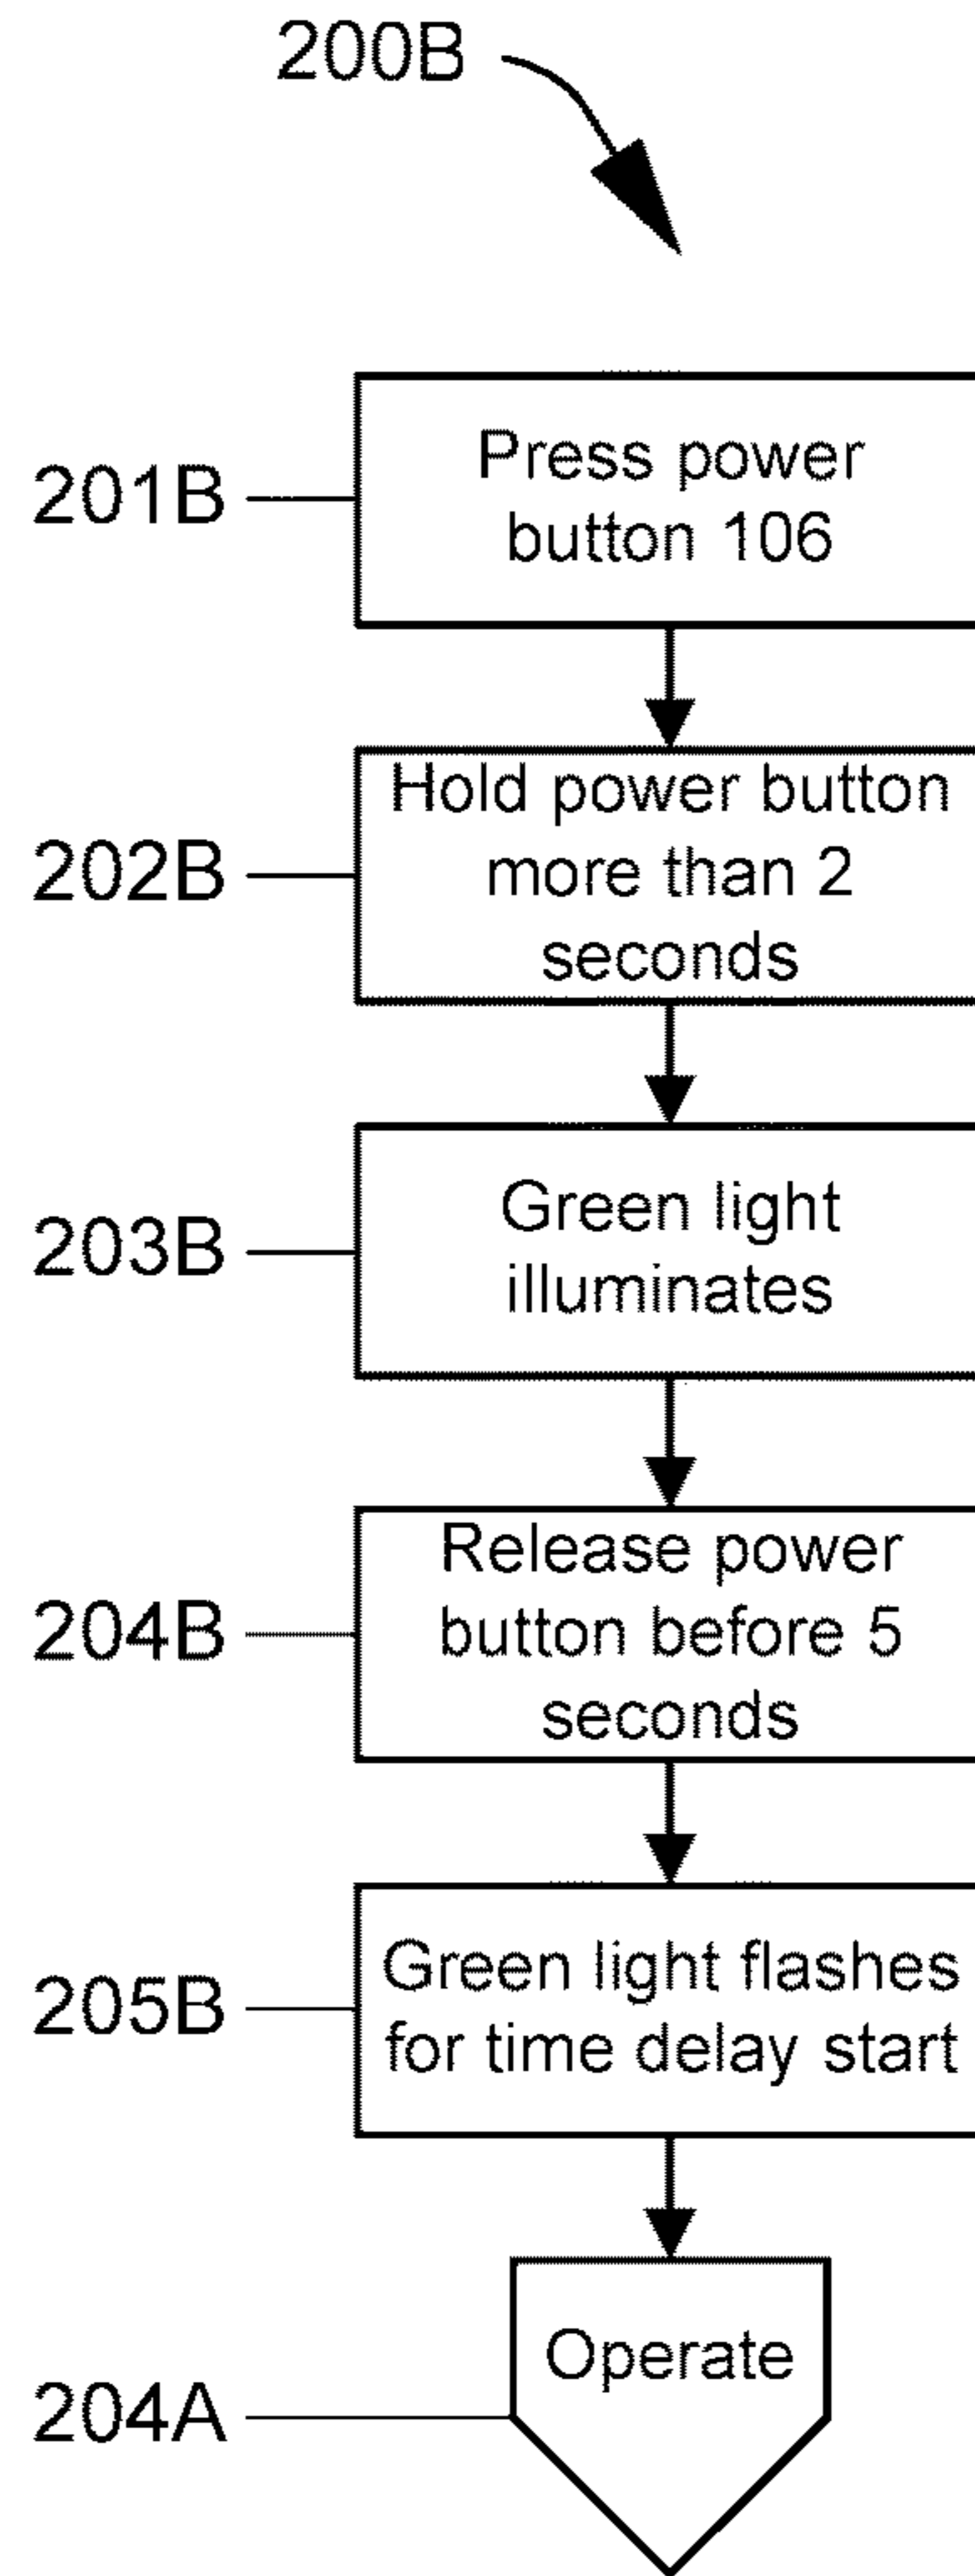 200B
201B
Press power
button 106
202B
Hold power button
more than 2
seconds
203B
Green light
illuminates
204B
Release power
button before 5
seconds
205B
Green light flashes
for time delay start
204A
Operate